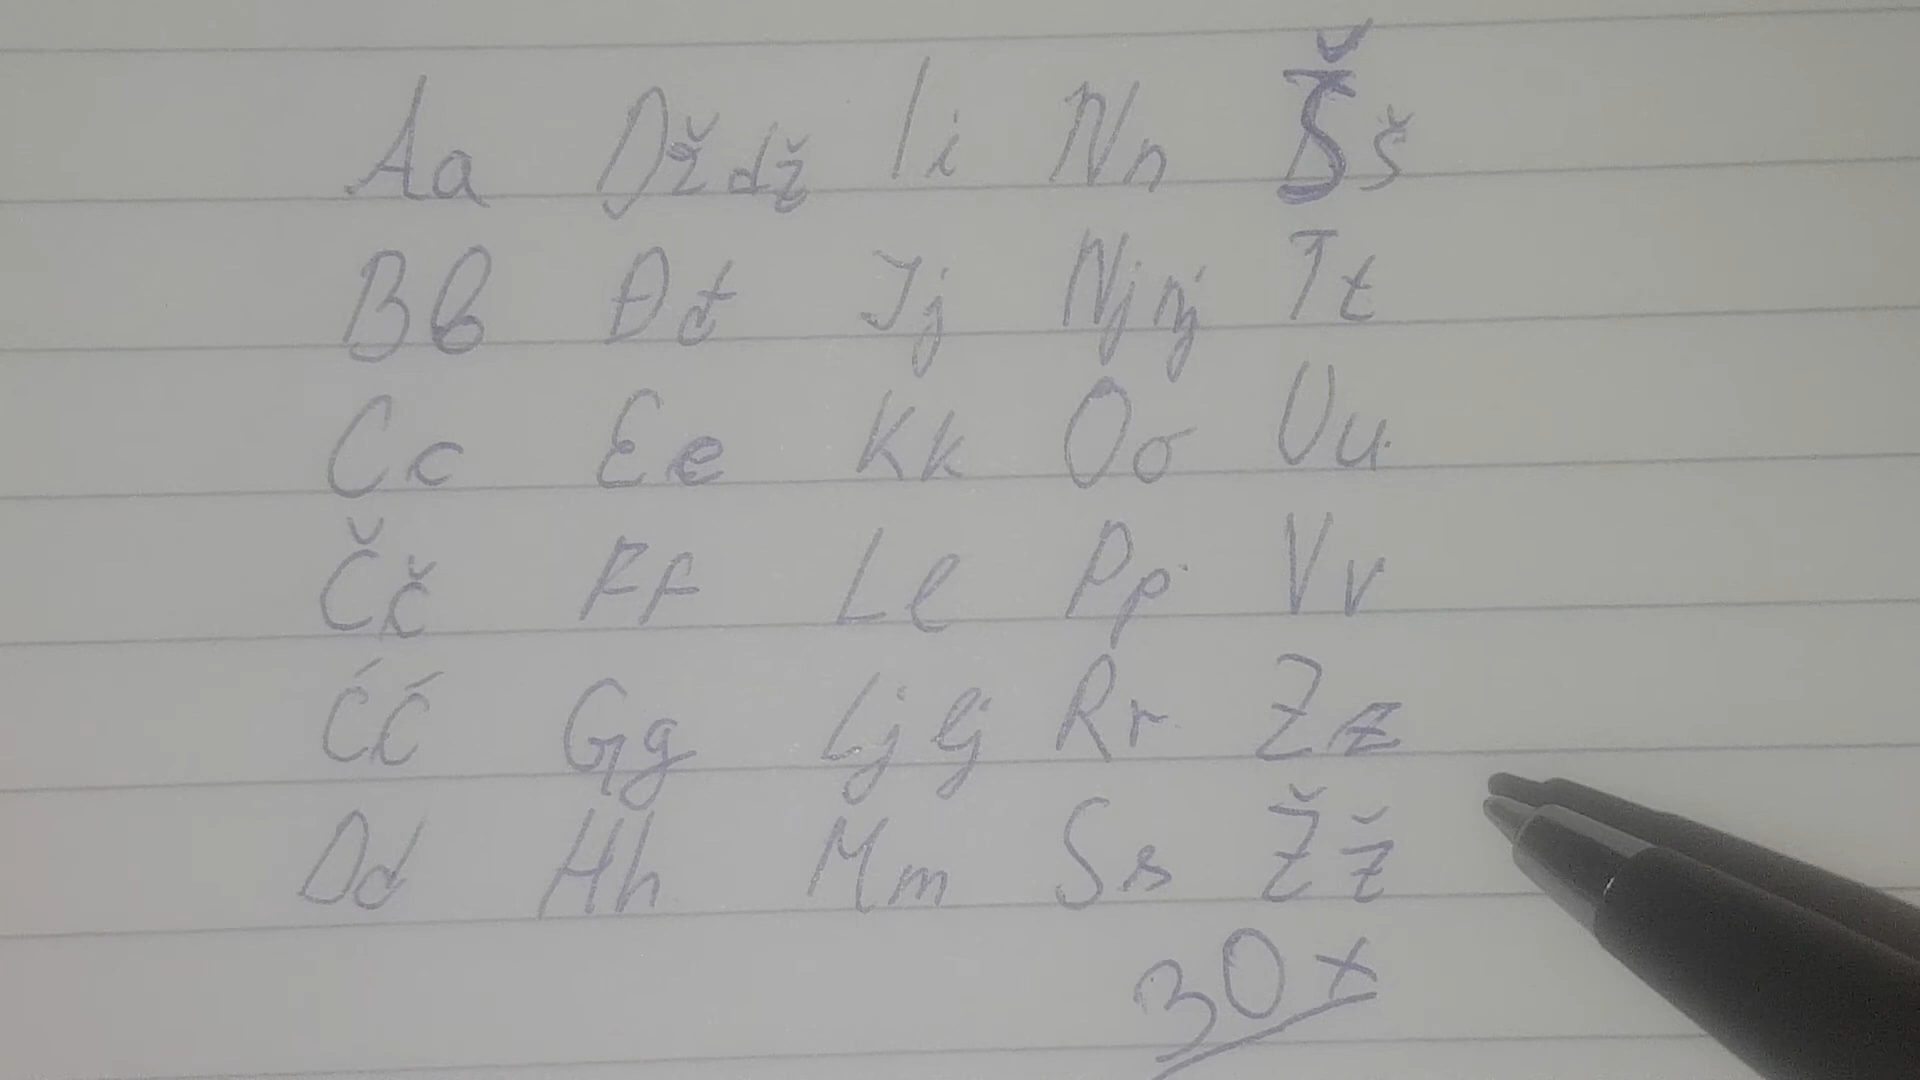 Aa Dždž Ii Nn Šš
Bb Đđ Jj Njnj Tt
Cc Ee Kk Oo Uu
Čč Ff Ll Pp Vv
Ćć Gg Ljlj Rr Zz
Dd Hh Mm Ss Žž
30x